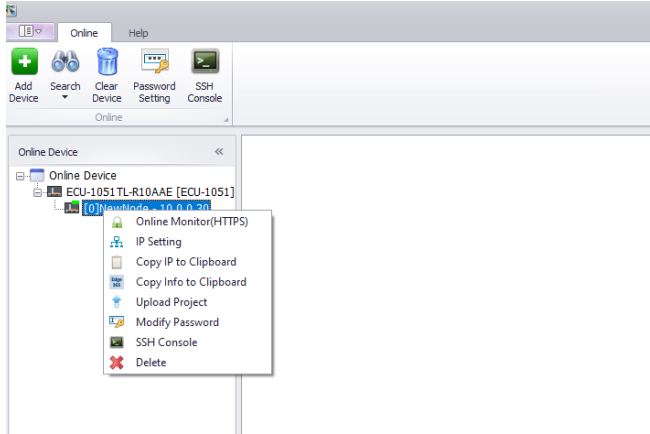 Online Help
Add Device
Search
Clear Device
Password Setting
SSH Console
Online
Online Device
Online Device
ECU-1051TL-R10AAE [ECU-1051]
[0]NewNode - 10.0.0.30
Online Monitor(HTTPS)
IP Setting
Copy IP to Clipboard
Copy Info to Clipboard
Upload Project
Modify Password
SSH Console
Delete